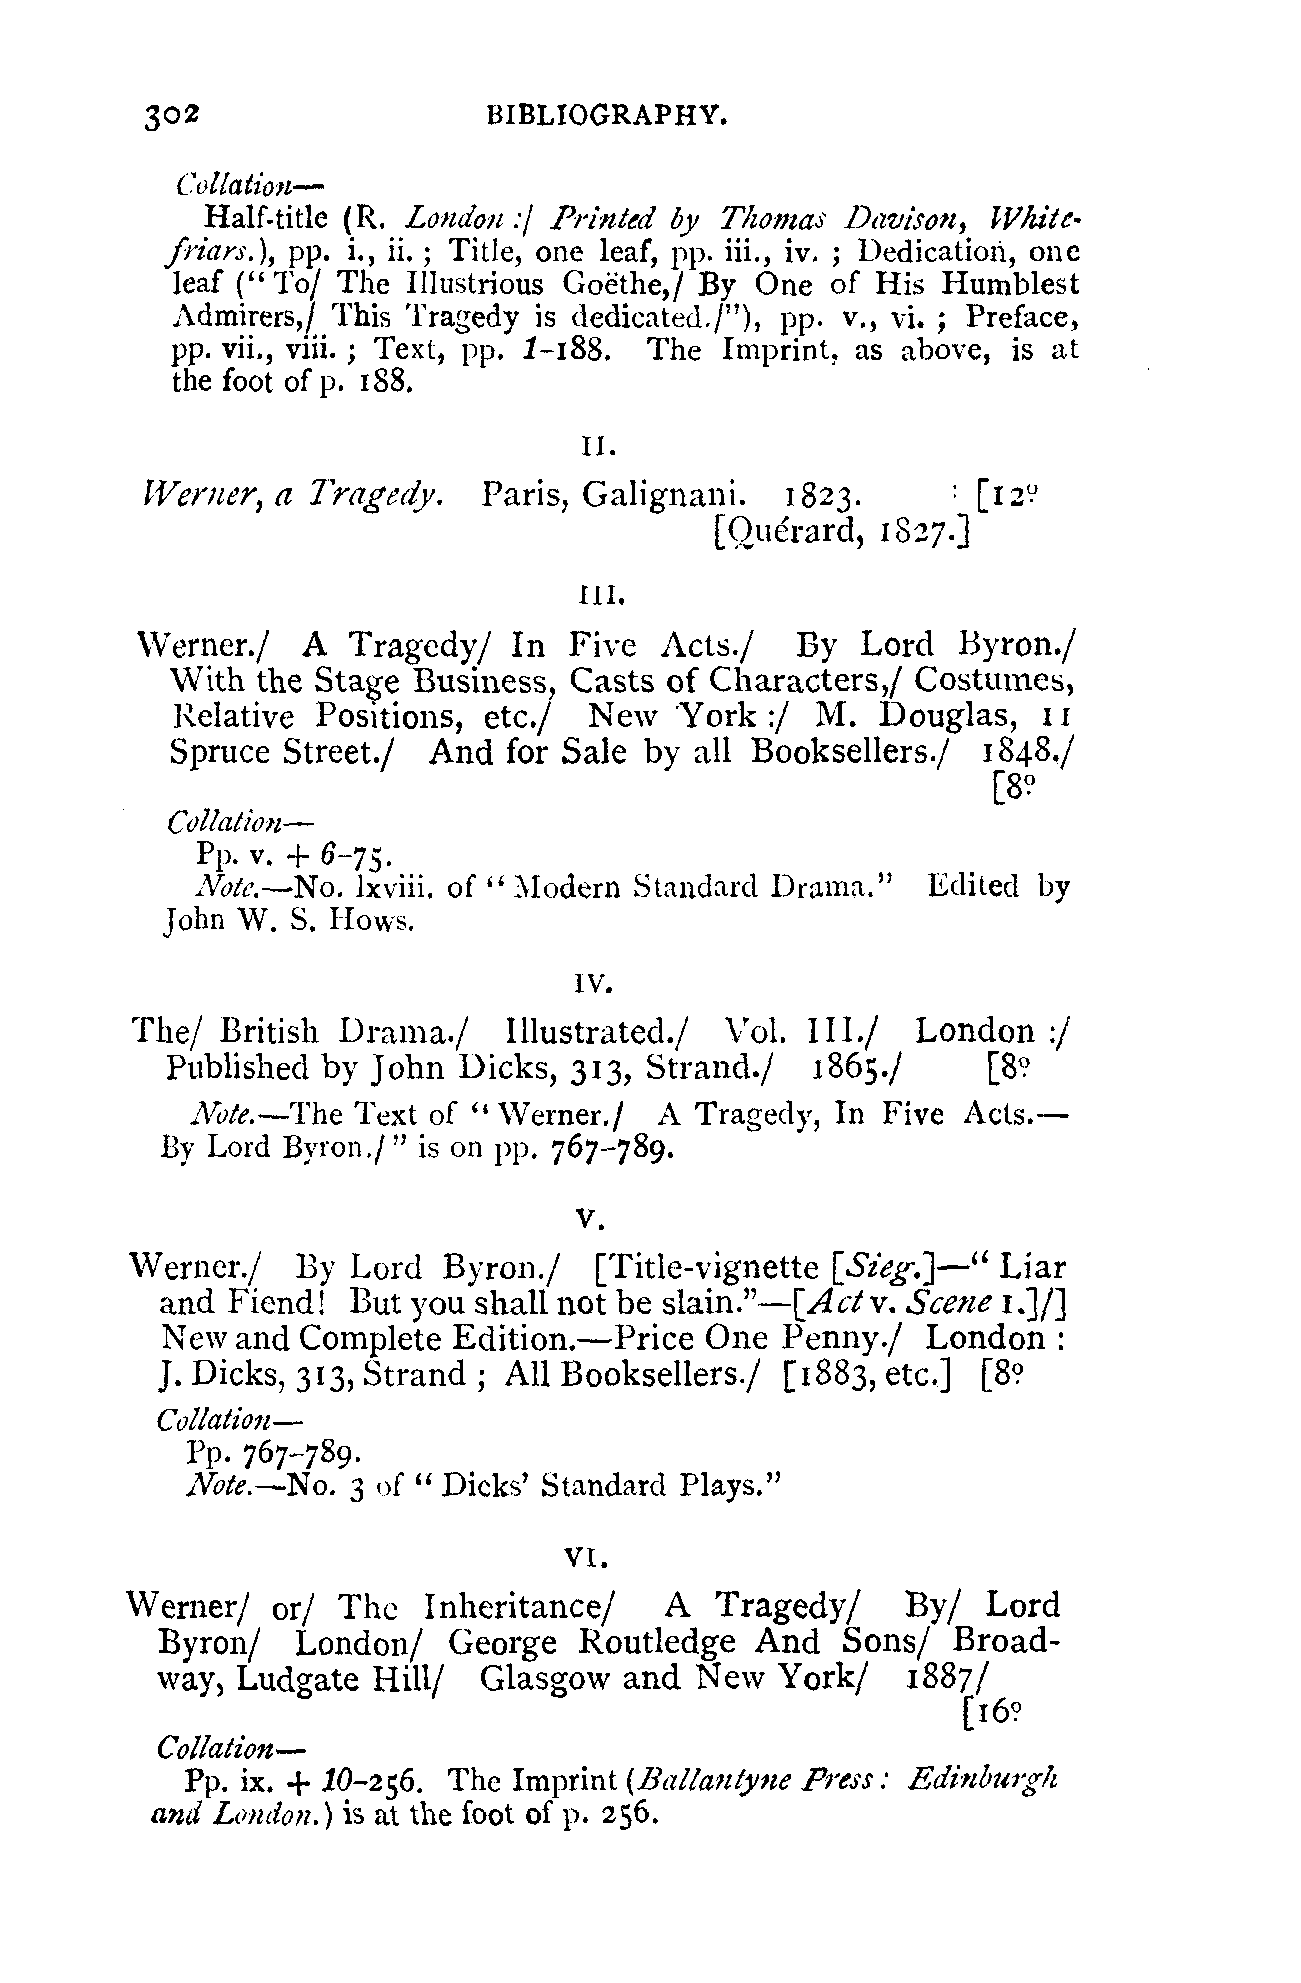 302 BIBLIOGRAPHY.
Collation—
Half-title (R. London :/ Printed by Thomas Davison, White-
friars.), pp. i., ii. ; Title, one leaf, pp. iii., iv. ; Dedication, one
leaf (“To/ The Illustrious Goëthe,/ By One of His Humblest
Admirers,/ This Tragedy is dedicated./”), pp. v., vi. ; Preface,
pp. vii., viii. ; Text, pp. 1–188. The Imprint, as above, is at
the foot of p. 188.
II.
Werner, a Tragedy. Paris, Galignani. 1823. : [12º
[Quérard, 1827.]
III.
Werner./ A Tragedy/ In Five Acts./ By Lord Byron./
With the Stage Business, Casts of Characters,/ Costumes,
Relative Positions, etc./ New York :/ M. Douglas, 11
Spruce Street./ And for Sale by all Booksellers./ 1848./
[8º
Collation—
Pp. v. + 6–75.
Note.—No. lxviii. of “Modern Standard Drama.” Edited by
John W. S. Hows.
IV.
The/ British Drama./ Illustrated./ Vol. III./ London :/
Published by John Dicks, 313, Strand./ 1865./ [8º
Note.—The Text of “Werner./ A Tragedy, In Five Acts.—
By Lord Byron./” is on pp. 767–789.
V.
Werner./ By Lord Byron./ [Title-vignette [Sieg.]—“Liar
and Fiend! But you shall not be slain.”—[Act v. Scene 1.]/]
New and Complete Edition.—Price One Penny./ London :
J. Dicks, 313, Strand ; All Booksellers./ [1883, etc.] [8º
Collation—
Pp. 767–789.
Note.—No. 3 of “Dicks’ Standard Plays.”
VI.
Werner/ or/ The Inheritance/ A Tragedy/ By/ Lord
Byron/ London/ George Routledge And Sons/ Broad-
way, Ludgate Hill/ Glasgow and New York/ 1887/
[16º
Collation—
Pp. ix. + 10–256. The Imprint (Ballantyne Press: Edinburgh
and London.) is at the foot of p. 256.